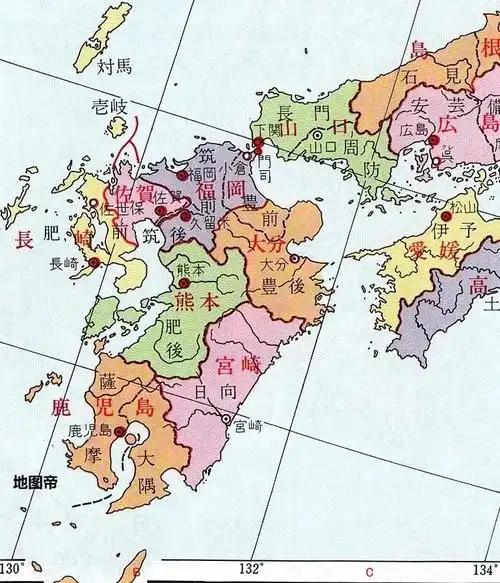 対馬
島根
石見
壱岐
長門
安芸
備
山口
広島
下関
山口
周防
広島
呉
筑前
福岡
小倉
門司
豊前
佐賀
佐賀
福岡
佐世保
久留米
筑後
松山
伊予
愛媛
長崎
肥前
大分
大分
豊後
長崎
熊本
熊本
高
土
肥後
宮崎
日向
薩摩
鹿児島
鹿児島
宮崎
大隅
地图帝
130°
B
132°
C
134°